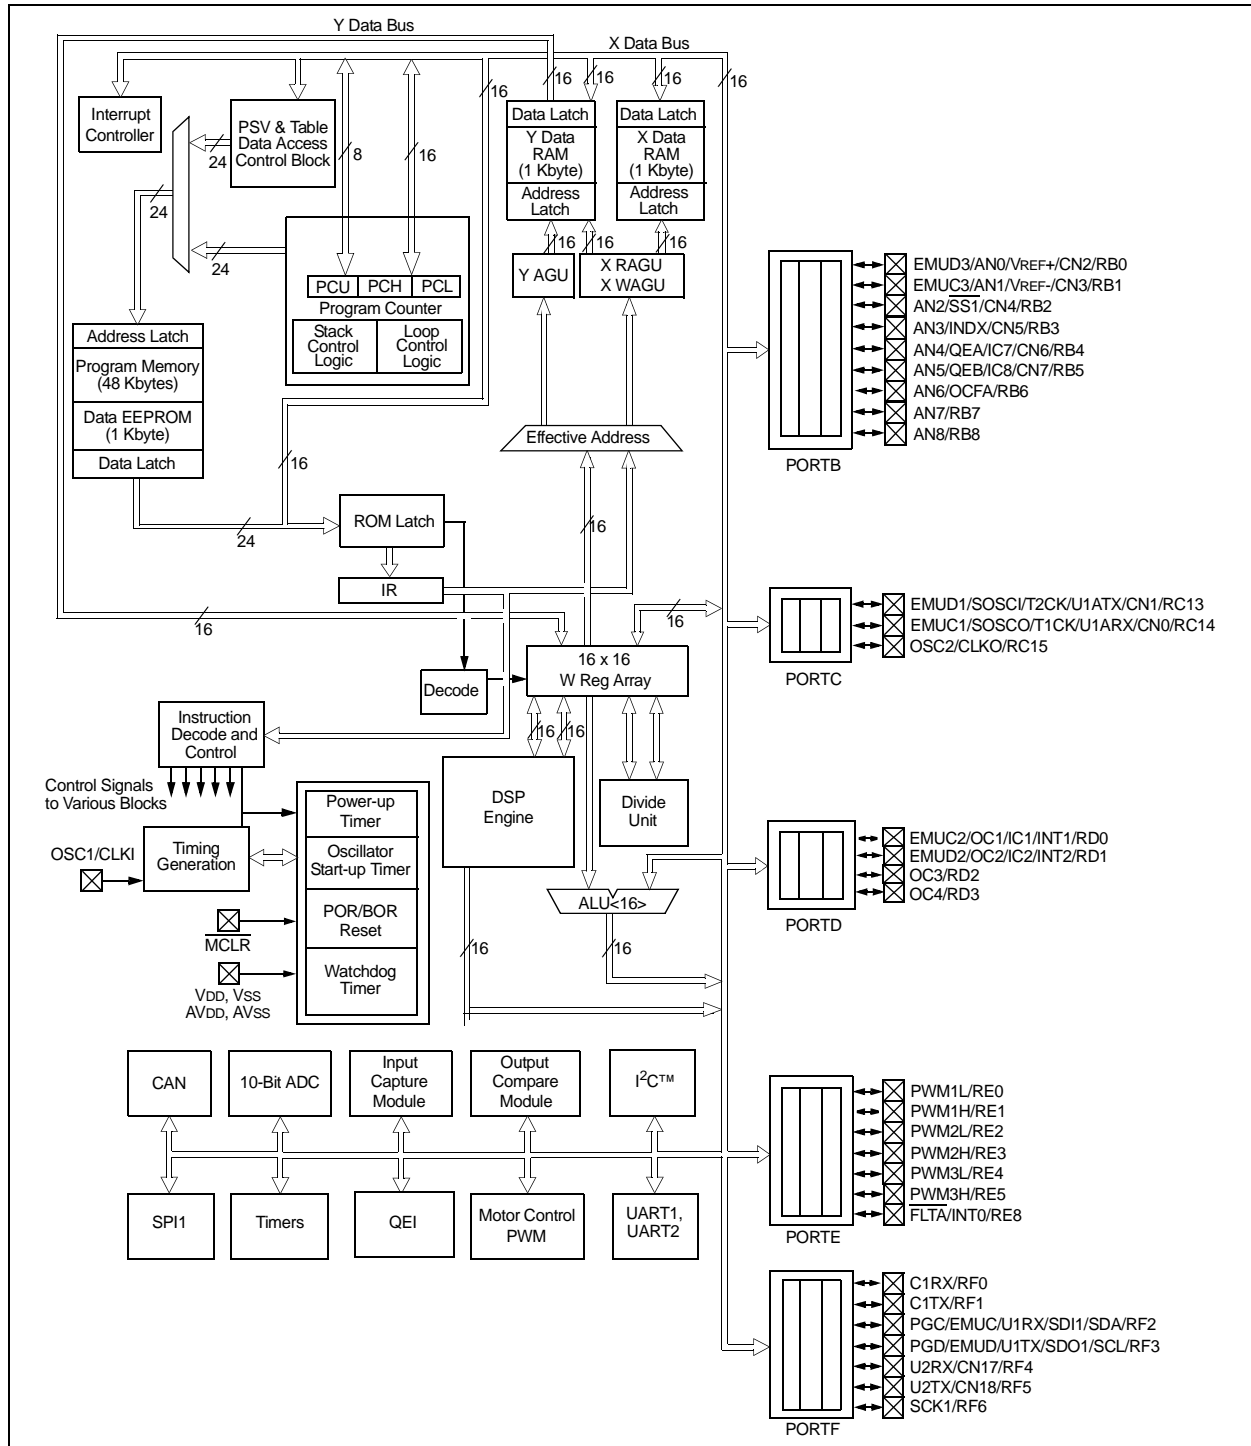 Y Data Bus
X Data Bus
16
16
16
16
16
8
16
Interrupt
Controller
PSV & Table
Data Access
Control Block
24
24
24
Data Latch
Y Data
RAM
(1 Kbyte)
Address
Latch
Data Latch
X Data
RAM
(1 Kbyte)
Address
Latch
16
16
16
Y AGU
X RAGU
X WAGU
PCU
PCH
PCL
Program Counter
Stack
Control
Logic
Loop
Control
Logic
Address Latch
Program Memory
(48 Kbytes)
Data EEPROM
(1 Kbyte)
Data Latch
Effective Address
16
24
ROM Latch
16
IR
16
16
16 x 16
W Reg Array
Decode
Instruction
Decode and
Control
16
16
Control Signals
to Various Blocks
DSP
Engine
Divide
Unit
Power-up
Timer
Oscillator
Start-up Timer
POR/BOR
Reset
Watchdog
Timer
OSC1/CLKI
Timing
Generation
MCLR
VDD, VSS
AVDD, AVSS
ALU<16>
16
16
CAN
10-Bit ADC
Input
Capture
Module
Output
Compare
Module
I2C™
SPI1
Timers
QEI
Motor Control
PWM
UART1,
UART2
EMUD3/AN0/VREF+/CN2/RB0
EMUC3/AN1/VREF-/CN3/RB1
AN2/SS1/CN4/RB2
AN3/INDX/CN5/RB3
AN4/QEA/IC7/CN6/RB4
AN5/QEB/IC8/CN7/RB5
AN6/OCFA/RB6
AN7/RB7
AN8/RB8
PORTB
EMUD1/SOSCI/T2CK/U1ATX/CN1/RC13
EMUC1/SOSCO/T1CK/U1ARX/CN0/RC14
OSC2/CLKO/RC15
PORTC
EMUC2/OC1/IC1/INT1/RD0
EMUD2/OC2/IC2/INT2/RD1
OC3/RD2
OC4/RD3
PORTD
PWM1L/RE0
PWM1H/RE1
PWM2L/RE2
PWM2H/RE3
PWM3L/RE4
PWM3H/RE5
FLTA/INT0/RE8
PORTE
C1RX/RF0
C1TX/RF1
PGC/EMUC/U1RX/SDI1/SDA/RF2
PGD/EMUD/U1TX/SDO1/SCL/RF3
U2RX/CN17/RF4
U2TX/CN18/RF5
SCK1/RF6
PORTF